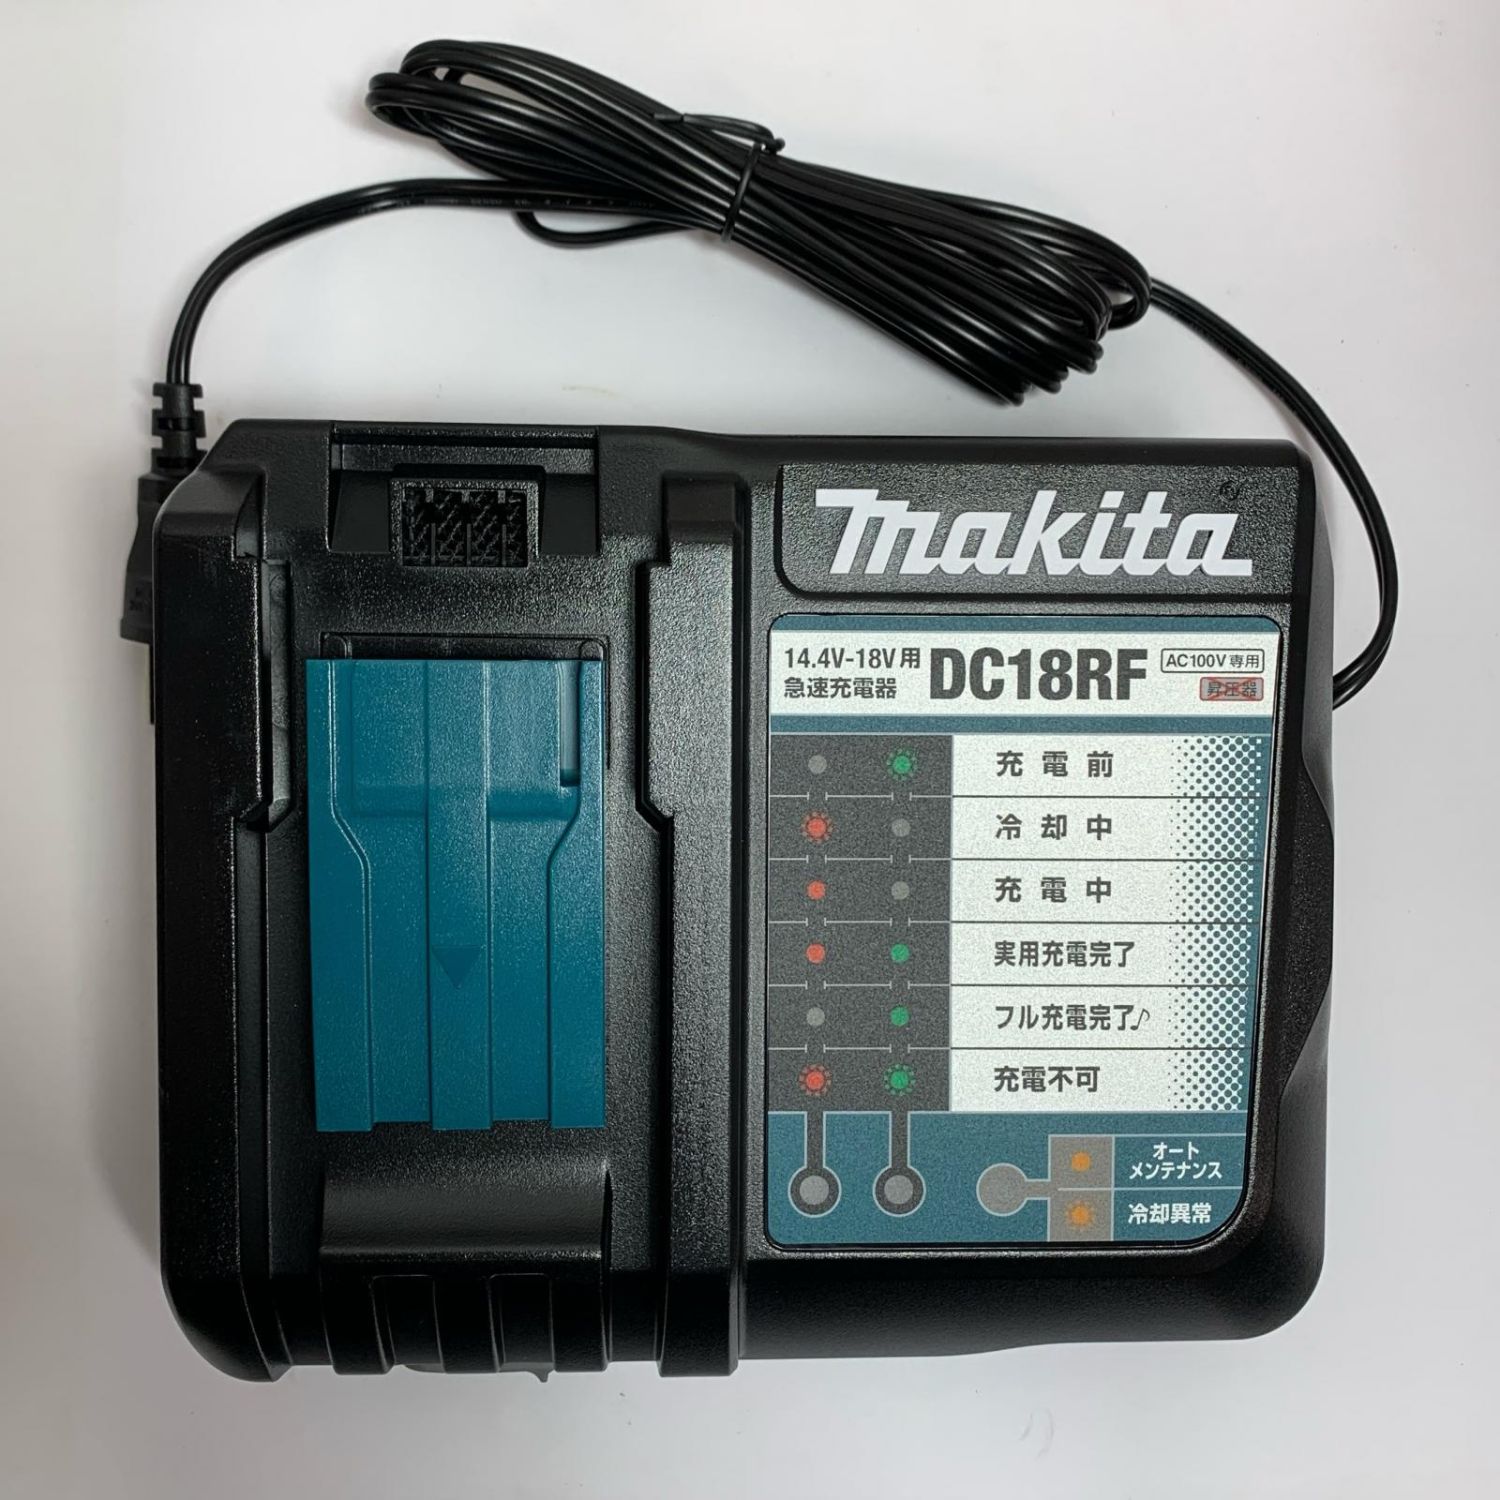 makita
14.4V-18V用
急速充電器
DC18RF
AC100V専用
昇圧器
充電前
冷却中
充電中
実用充電完了
フル充電完了♪
充電不可
オート
メンテナンス
冷却異常